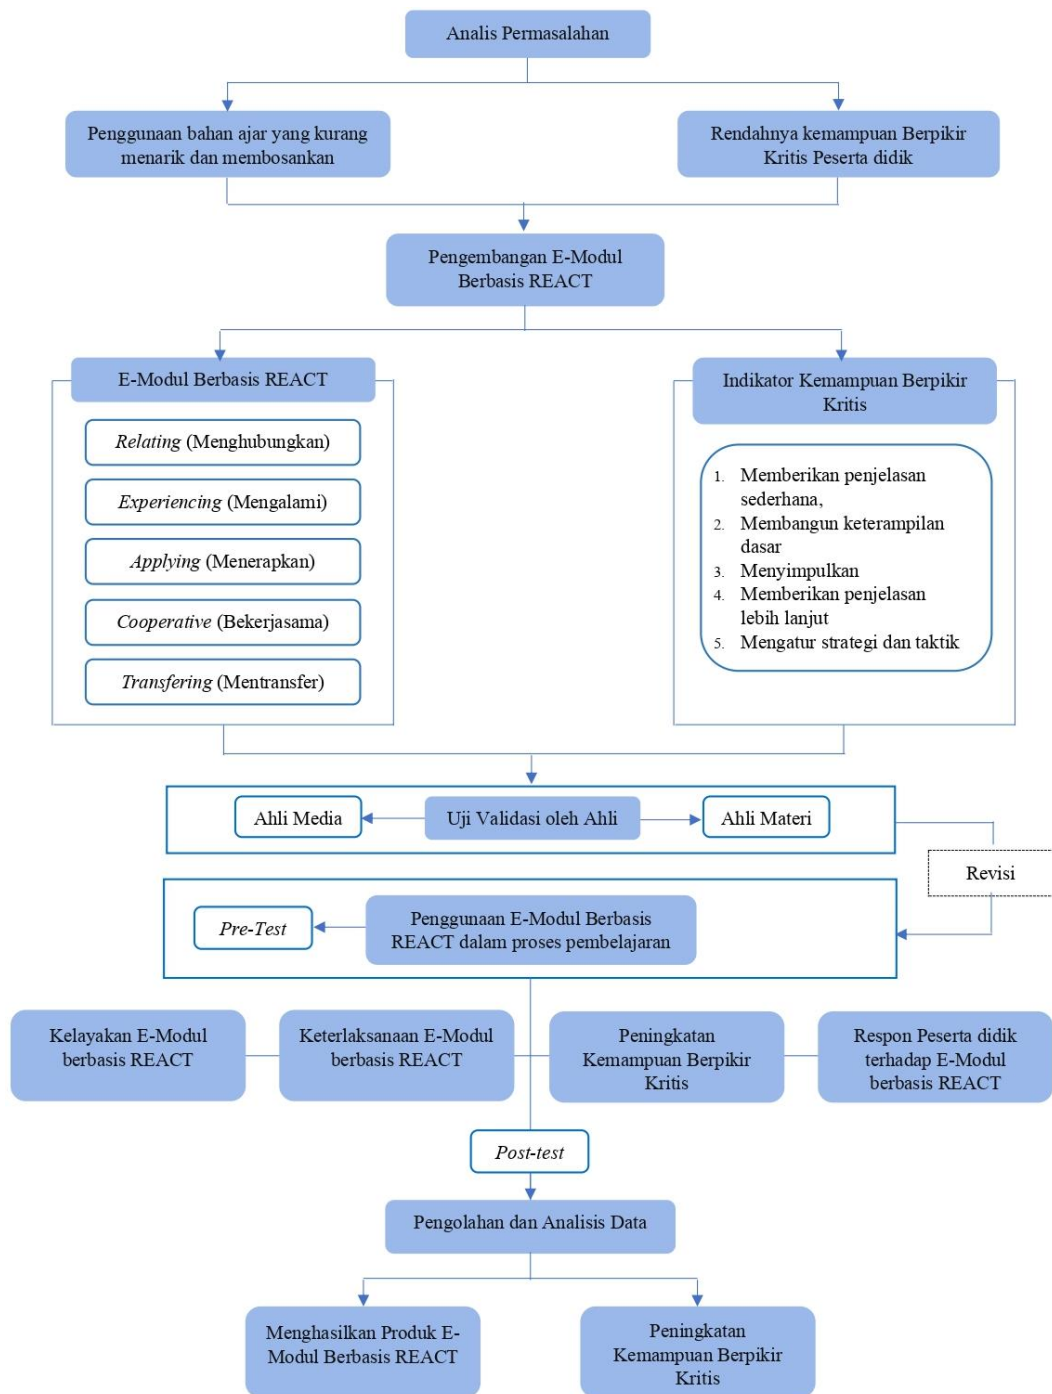 Analis Permasalahan
Penggunaan bahan ajar yang kurang
menarik dan membosankan
Rendahnya kemampuan Berpikir
Kritis Peserta didik
Pengembangan E-Modul
Berbasis REACT
E-Modul Berbasis REACT
Relating (Menghubungkan)
Experiencing (Mengalami)
Applying (Menerapkan)
Cooperative (Bekerjasama)
Transfering (Mentransfer)
Indikator Kemampuan Berpikir
Kritis
1. Memberikan penjelasan
sederhana,
2. Membangun keterampilan
dasar
3. Menyimpulkan
4. Memberikan penjelasan
lebih lanjut
5. Mengatur strategi dan taktik
Ahli Media
Uji Validasi oleh Ahli
Ahli Materi
Revisi
Pre-Test
Penggunaan E-Modul Berbasis
REACT dalam proses pembelajaran
Kelayakan E-Modul
berbasis REACT
Keterlaksanaan E-Modul
berbasis REACT
Peningkatan
Kemampuan Berpikir
Kritis
Respon Peserta didik
terhadap E-Modul
berbasis REACT
Post-test
Pengolahan dan Analisis Data
Menghasilkan Produk E-
Modul Berbasis REACT
Peningkatan
Kemampuan Berpikir
Kritis